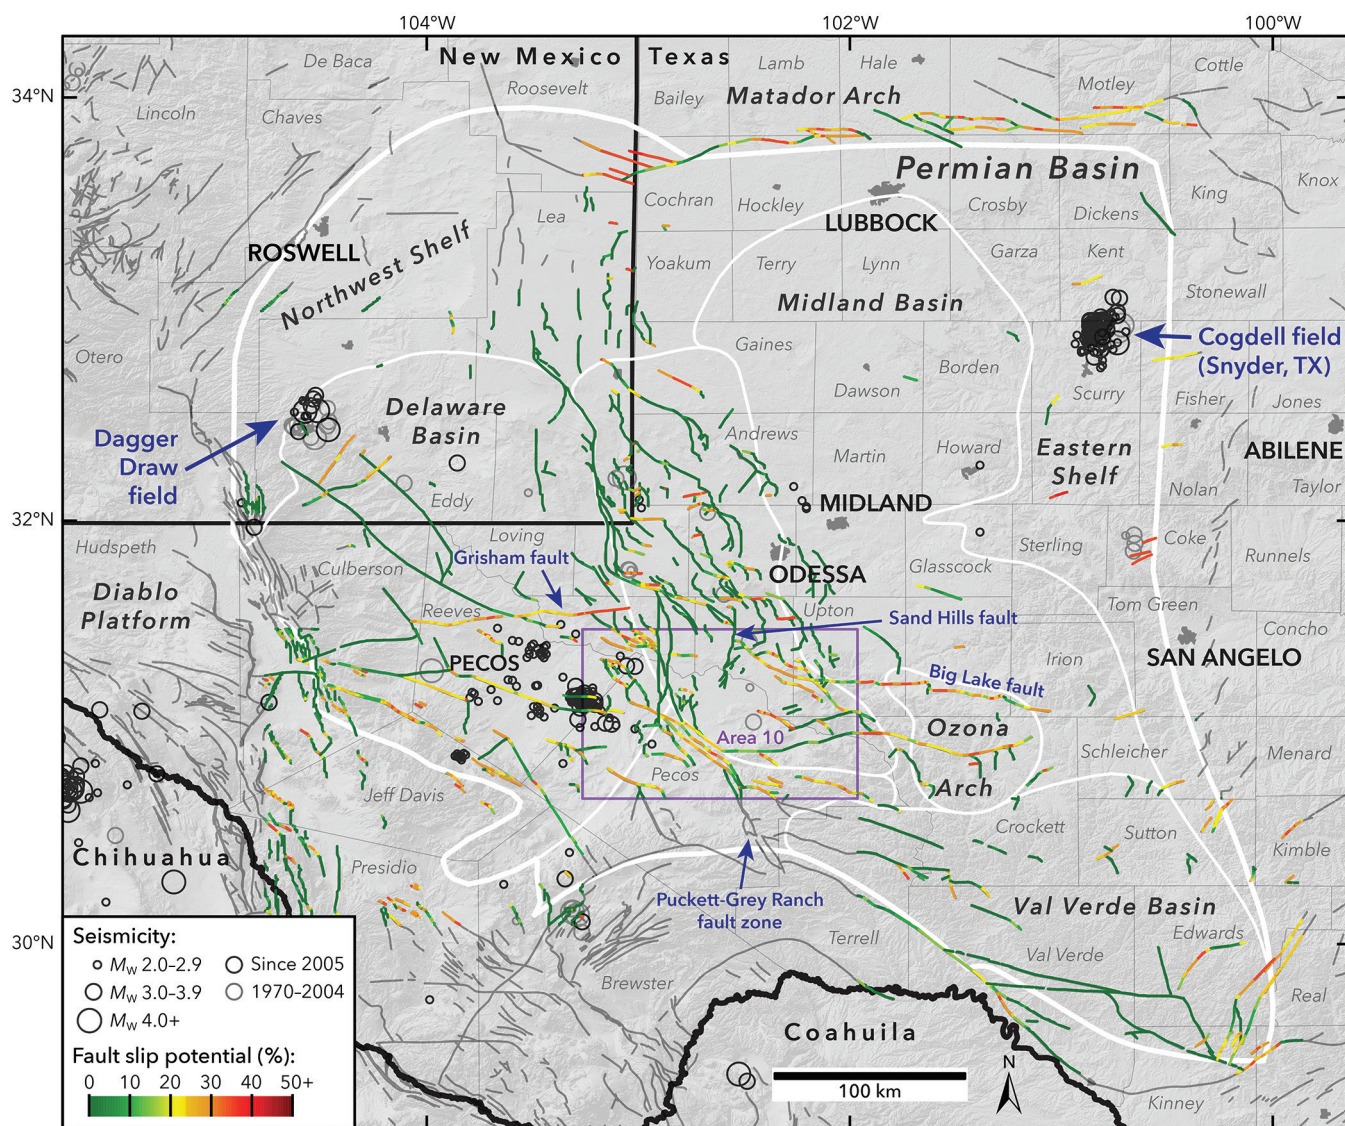 104°W
102°W
100°W
New Mexico
Texas
De Baca
Lamb
Hale
Cottle
Roosevelt
Bailey
Matador Arch
Motley
34°N
Lincoln
Chaves
Permian Basin
Knox
King
Cochran
Hockley
Crosby
Dickens
Lea
LUBBOCK
ROSWELL
Northwest Shelf
Yoakum
Terry
Lynn
Garza
Kent
Stonewall
Midland Basin
Cogdell field
(Snyder, TX)
Otero
Gaines
Borden
Dawson
Scurry
Fisher
Jones
Delaware
Basin
Dagger
Draw
field
Andrews
Martin
Howard
Eastern
Shelf
ABILENE
Eddy
MIDLAND
Nolan
Taylor
32°N
Hudspeth
Loving
Grisham fault
Culberson
ODESSA
Glasscock
Sterling
Coke
Runnels
Diablo
Platform
Reeves
Upton
Sand Hills fault
Tom Green
Concho
PECOS
Irion
SAN ANGELO
Big Lake fault
Area 10
Ozona
Arch
Schleicher
Menard
Pecos
Jeff Davis
Crockett
Sutton
Kimble
Chihuahua
Presidio
Puckett-Grey Ranch
fault zone
Val Verde Basin
Edwards
30°N
Terrell
Val Verde
Brewster
Real
Coahuila
Kinney
N
100 km
Seismicity:
Mw 2.0–2.9
Since 2005
Mw 3.0–3.9
1970–2004
Mw 4.0+
Fault slip potential (%):
0 10 20 30 40 50+